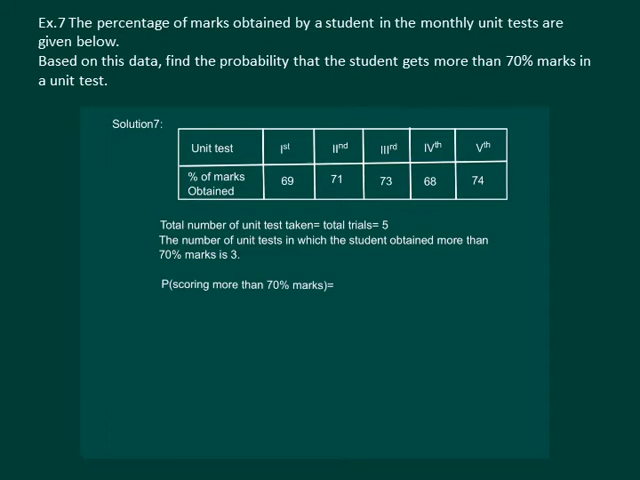 Ex.7 The percentage of marks obtained by a student in the monthly unit tests are
given below.
Based on this data, find the probability that the student gets more than 70% marks in
a unit test.
Solution7:
Unit test Ist IInd IIIrd IVth Vth
% of marks
Obtained 69 71 73 68 74
Total number of unit test taken= total trials= 5
The number of unit tests in which the student obtained more than
70% marks is 3.
P(scoring more than 70% marks)=